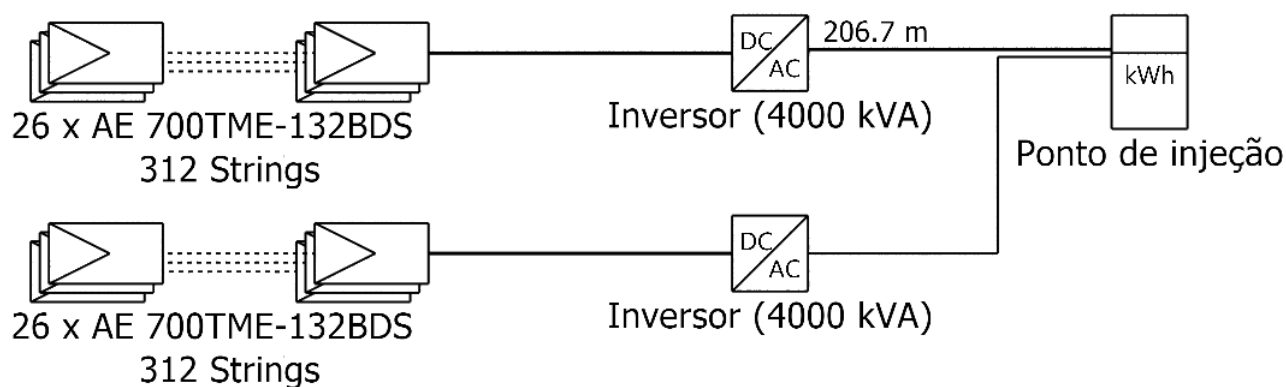 DC
AC
206.7 m
kWh
26 x AE 700TME-132BDS
312 Strings
Inversor (4000 kVA)
Ponto de injeção
DC
AC
26 x AE 700TME-132BDS
312 Strings
Inversor (4000 kVA)